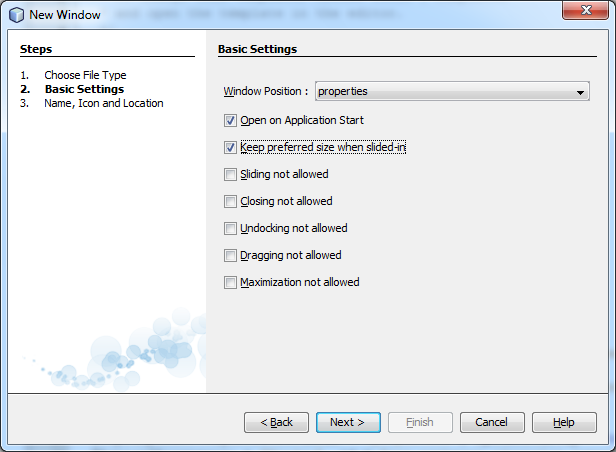 New Window
Steps
Basic Settings
1. Choose File Type
2. Basic Settings
3. Name, Icon and Location
Window Position : properties
Open on Application Start
Keep preferred size when slided-in
Sliding not allowed
Closing not allowed
Undocking not allowed
Dragging not allowed
Maximization not allowed
< Back Next > Finish Cancel Help